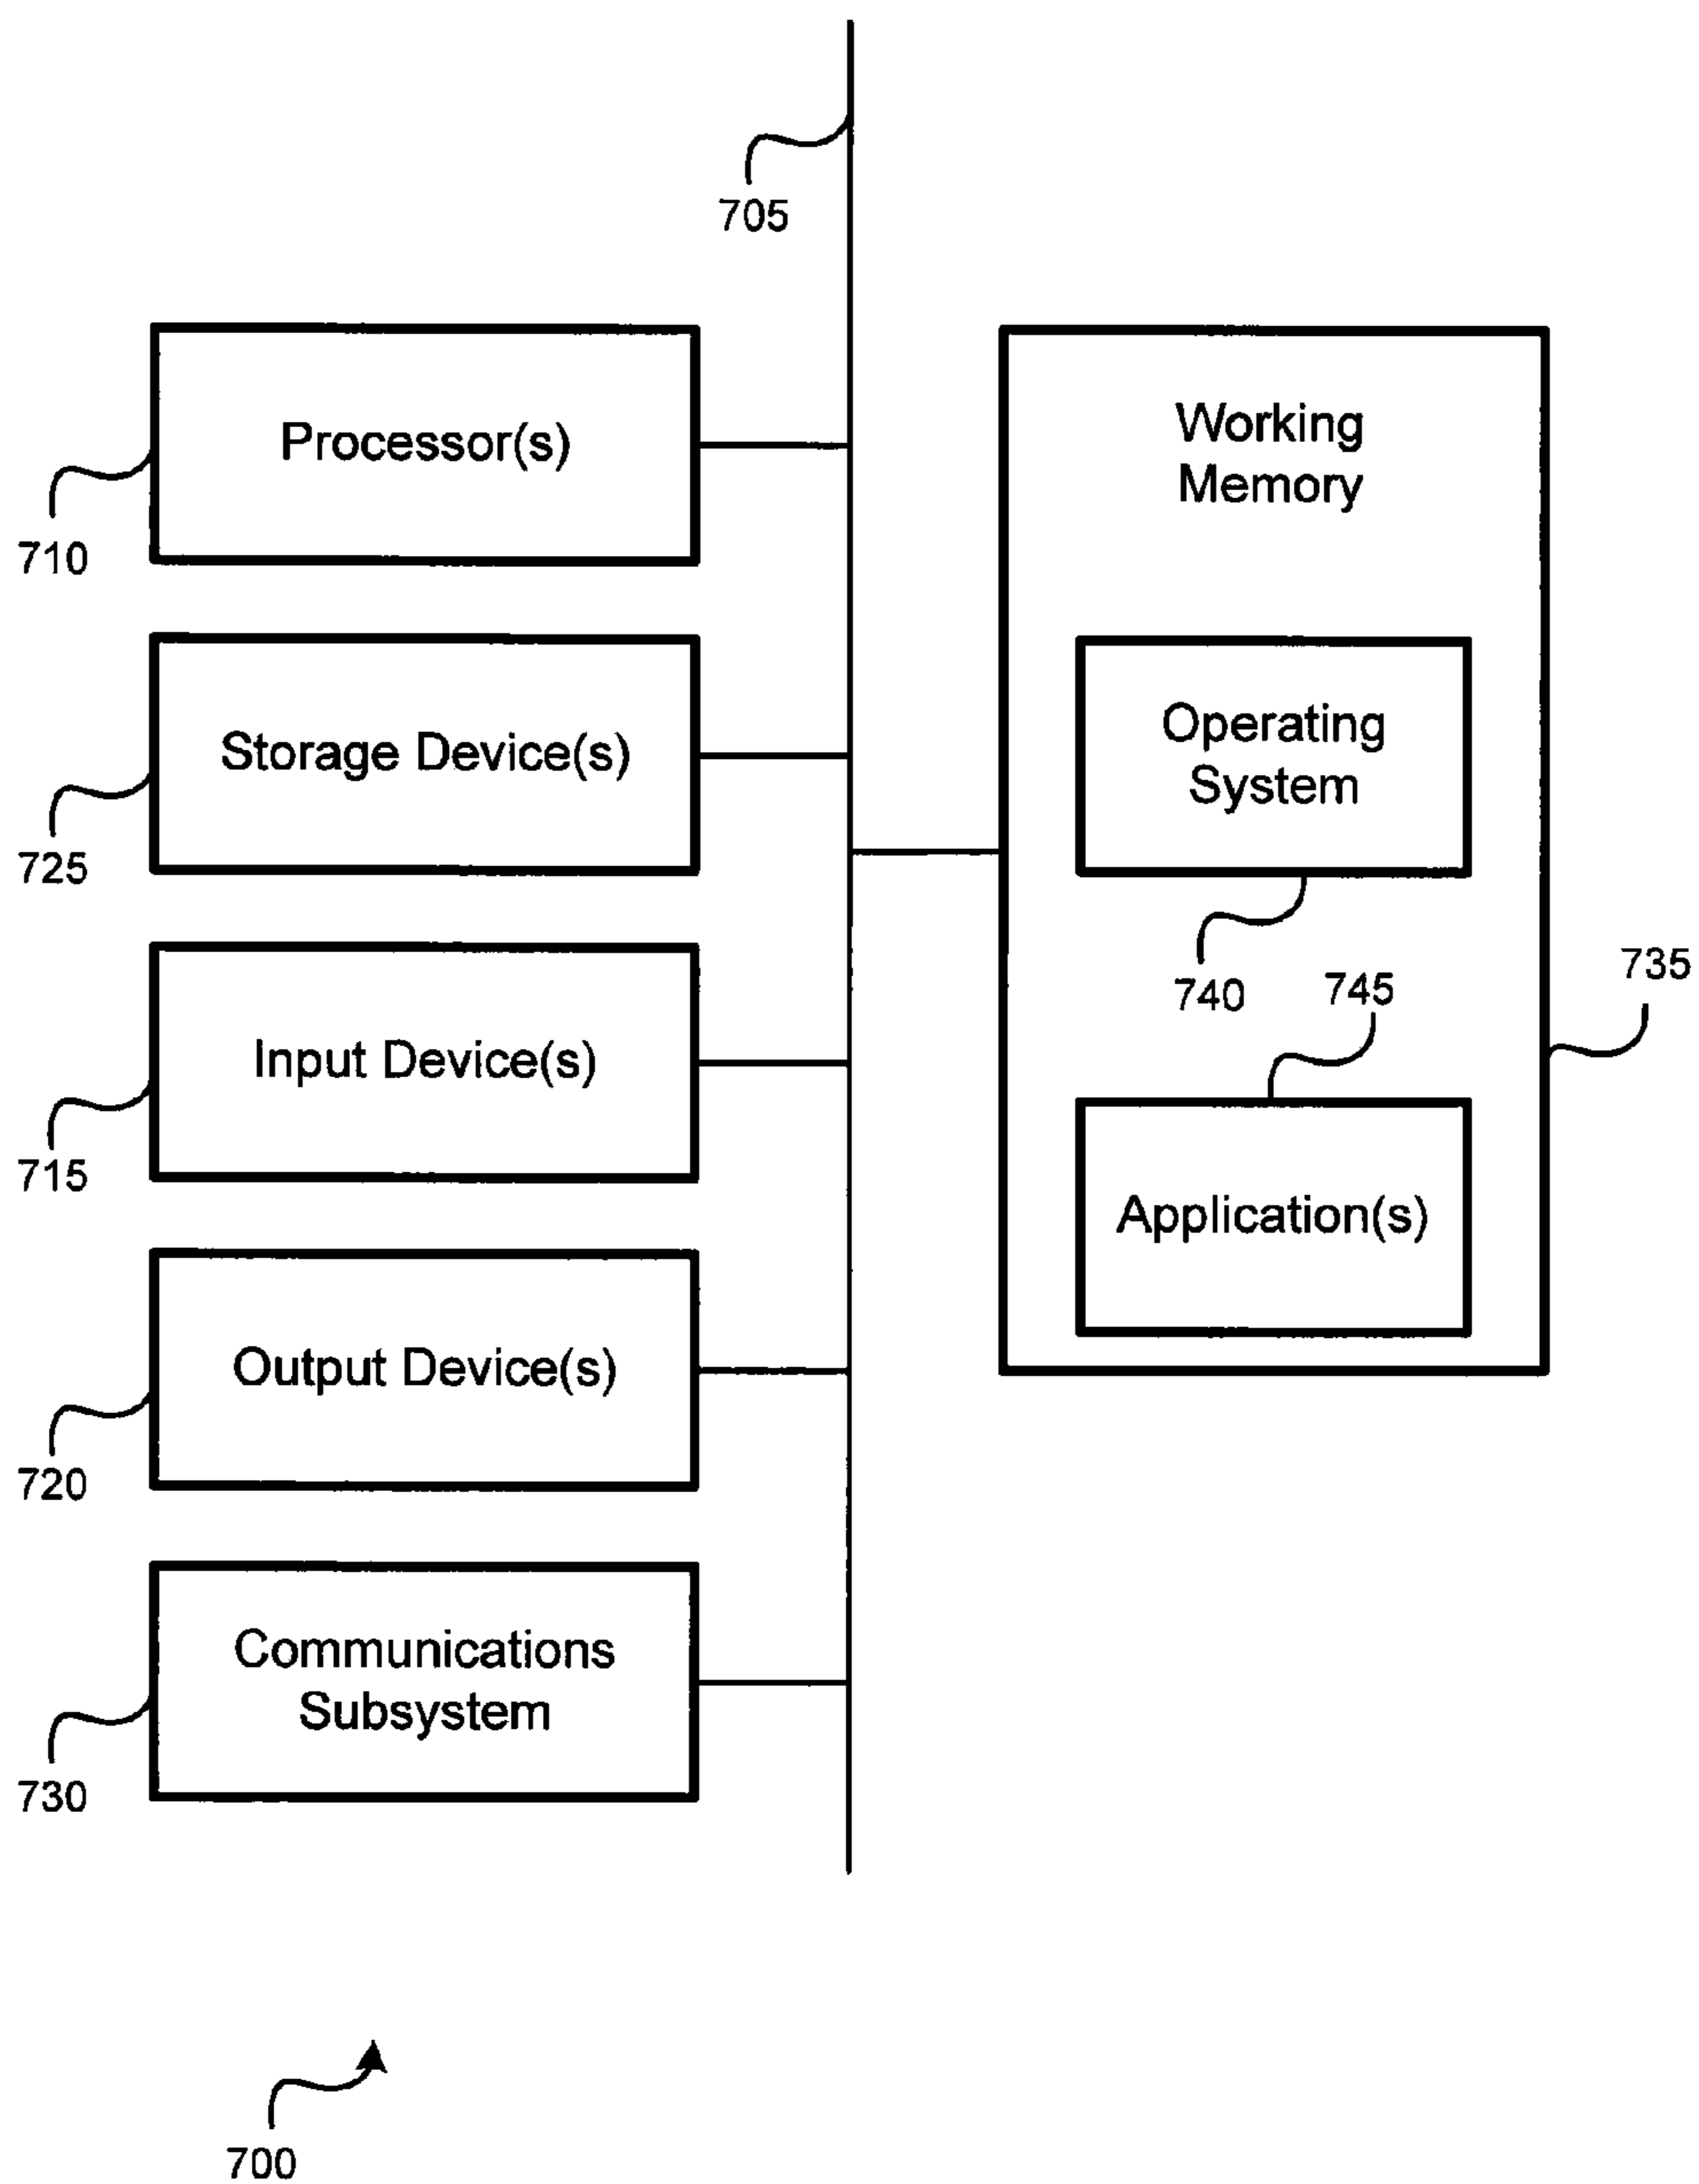 705
Processor(s)
710
Storage Device(s)
725
Input Device(s)
715
Output Device(s)
720
Communications
Subsystem
730
Working
Memory
Operating
System
740
745
735
Application(s)
700